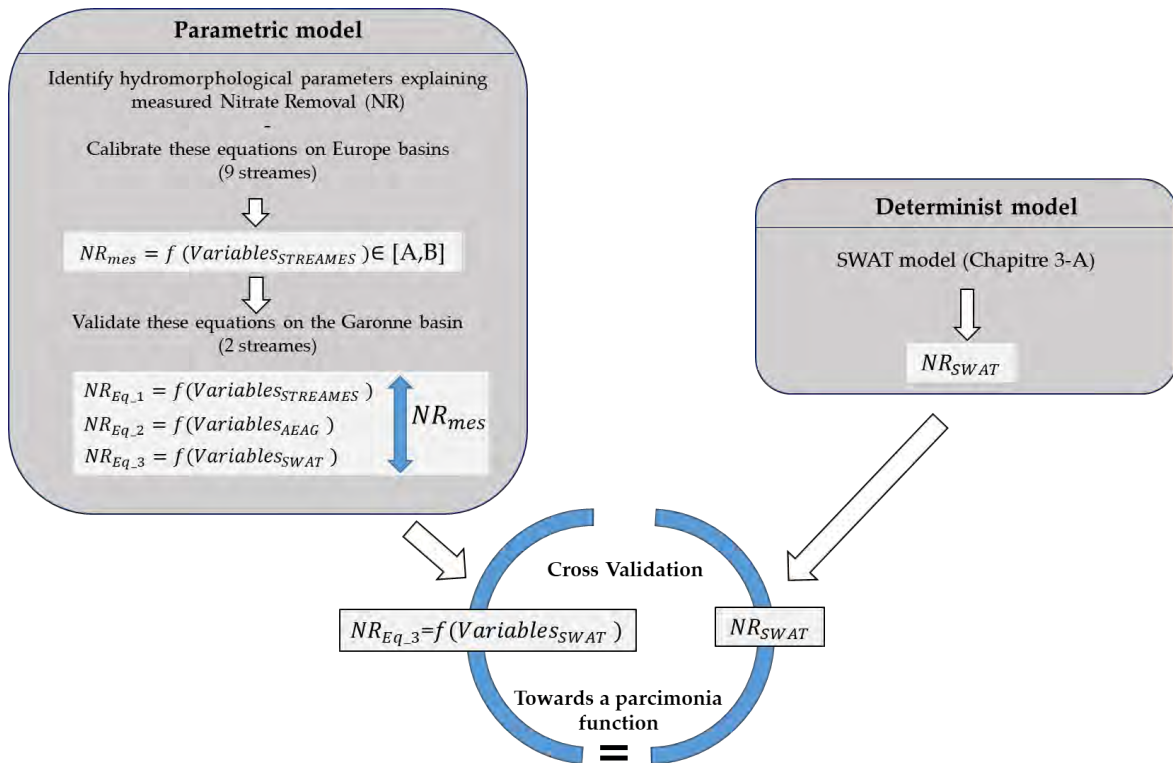 Parametric model
Identify hydromorphological parameters explaining
measured Nitrate Removal (NR)
-
Calibrate these equations on Europe basins
(9 streames)
NR_mes = f (Variables_STREAMES) ∈ [A,B]
Validate these equations on the Garonne basin
(2 streames)
NR_Eq_1 = f(Variables_STREAMES)
NR_Eq_2 = f(Variables_AEAG)
NR_Eq_3 = f(Variables_SWAT)
NR_mes
Determinist model
SWAT model (Chapitre 3-A)
NR_SWAT
Cross Validation
NR_Eq_3=f(Variables_SWAT)
NR_SWAT
Towards a parcimonia
function
=